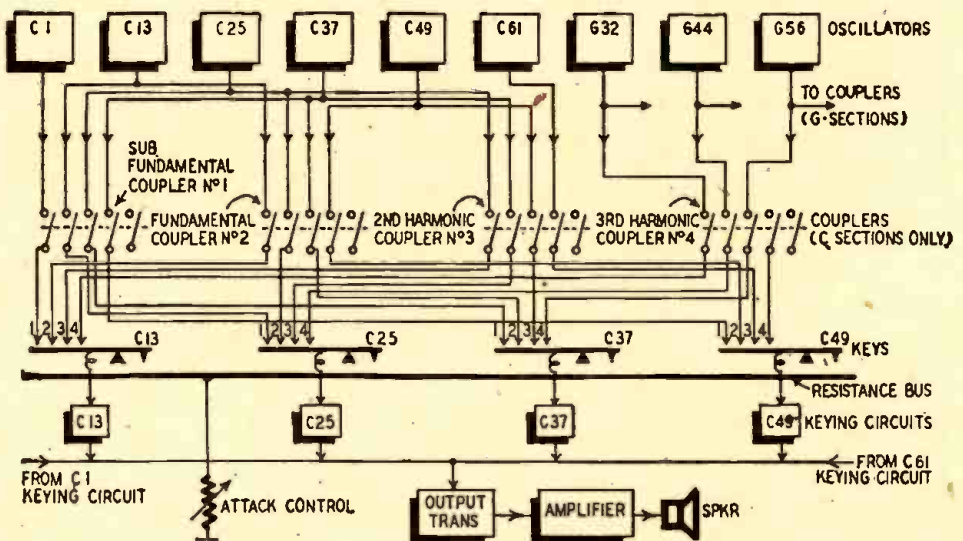 C1 C13 C25 C37 C49 C61 G32 G44 G56 OSCILLATORS
TO COUPLERS
(G-SECTIONS)
SUB
FUNDAMENTAL
COUPLER Nº1
FUNDAMENTAL
COUPLER Nº2
2ND HARMONIC
COUPLER Nº3
3RD HARMONIC
COUPLER Nº4
COUPLERS
(C SECTIONS ONLY)
1 2 3 4 C13
1 2 3 4 C25
1 2 3 4 C37
1 2 3 4 C49
KEYS
RESISTANCE BUS
C13 C25 C37 C49 KEYING CIRCUITS
FROM C1
KEYING CIRCUIT
FROM C61
KEYING CIRCUIT
ATTACK CONTROL
OUTPUT
TRANS
AMPLIFIER
SPKR